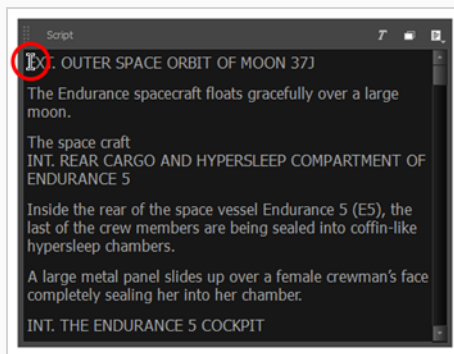 Script T
EXT. OUTER SPACE ORBIT OF MOON 37J
The Endurance spacecraft floats gracefully over a large
moon.
The space craft
INT. REAR CARGO AND HYPERSLEEP COMPARTMENT OF
ENDURANCE 5
Inside the rear of the space vessel Endurance 5 (E5), the
last of the crew members are being sealed into coffin-like
hypersleep chambers.
A large metal panel slides up over a female crewman's face
completely sealing her into her chamber.
INT. THE ENDURANCE 5 COCKPIT